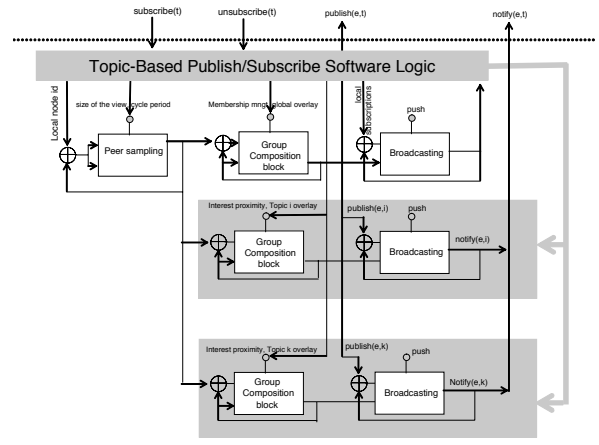 subscribe(t)
unsubscribe(t)
publish(e,t)
notify(e,t)
Topic-Based Publish/Subscribe Software Logic
Local node id
size of the view, cycle period
Membership mngt, global overlay
local
subscriptions
push
Peer sampling
Group
Composition
block
Broadcasting
Interest proximity, Topic i overlay
publish(e,i)
push
Group
Composition
block
Broadcasting
notify(e,i)
Interest proximity, Topic k overlay
publish(e,k)
push
Group
Composition
block
Broadcasting
Notify(e,k)